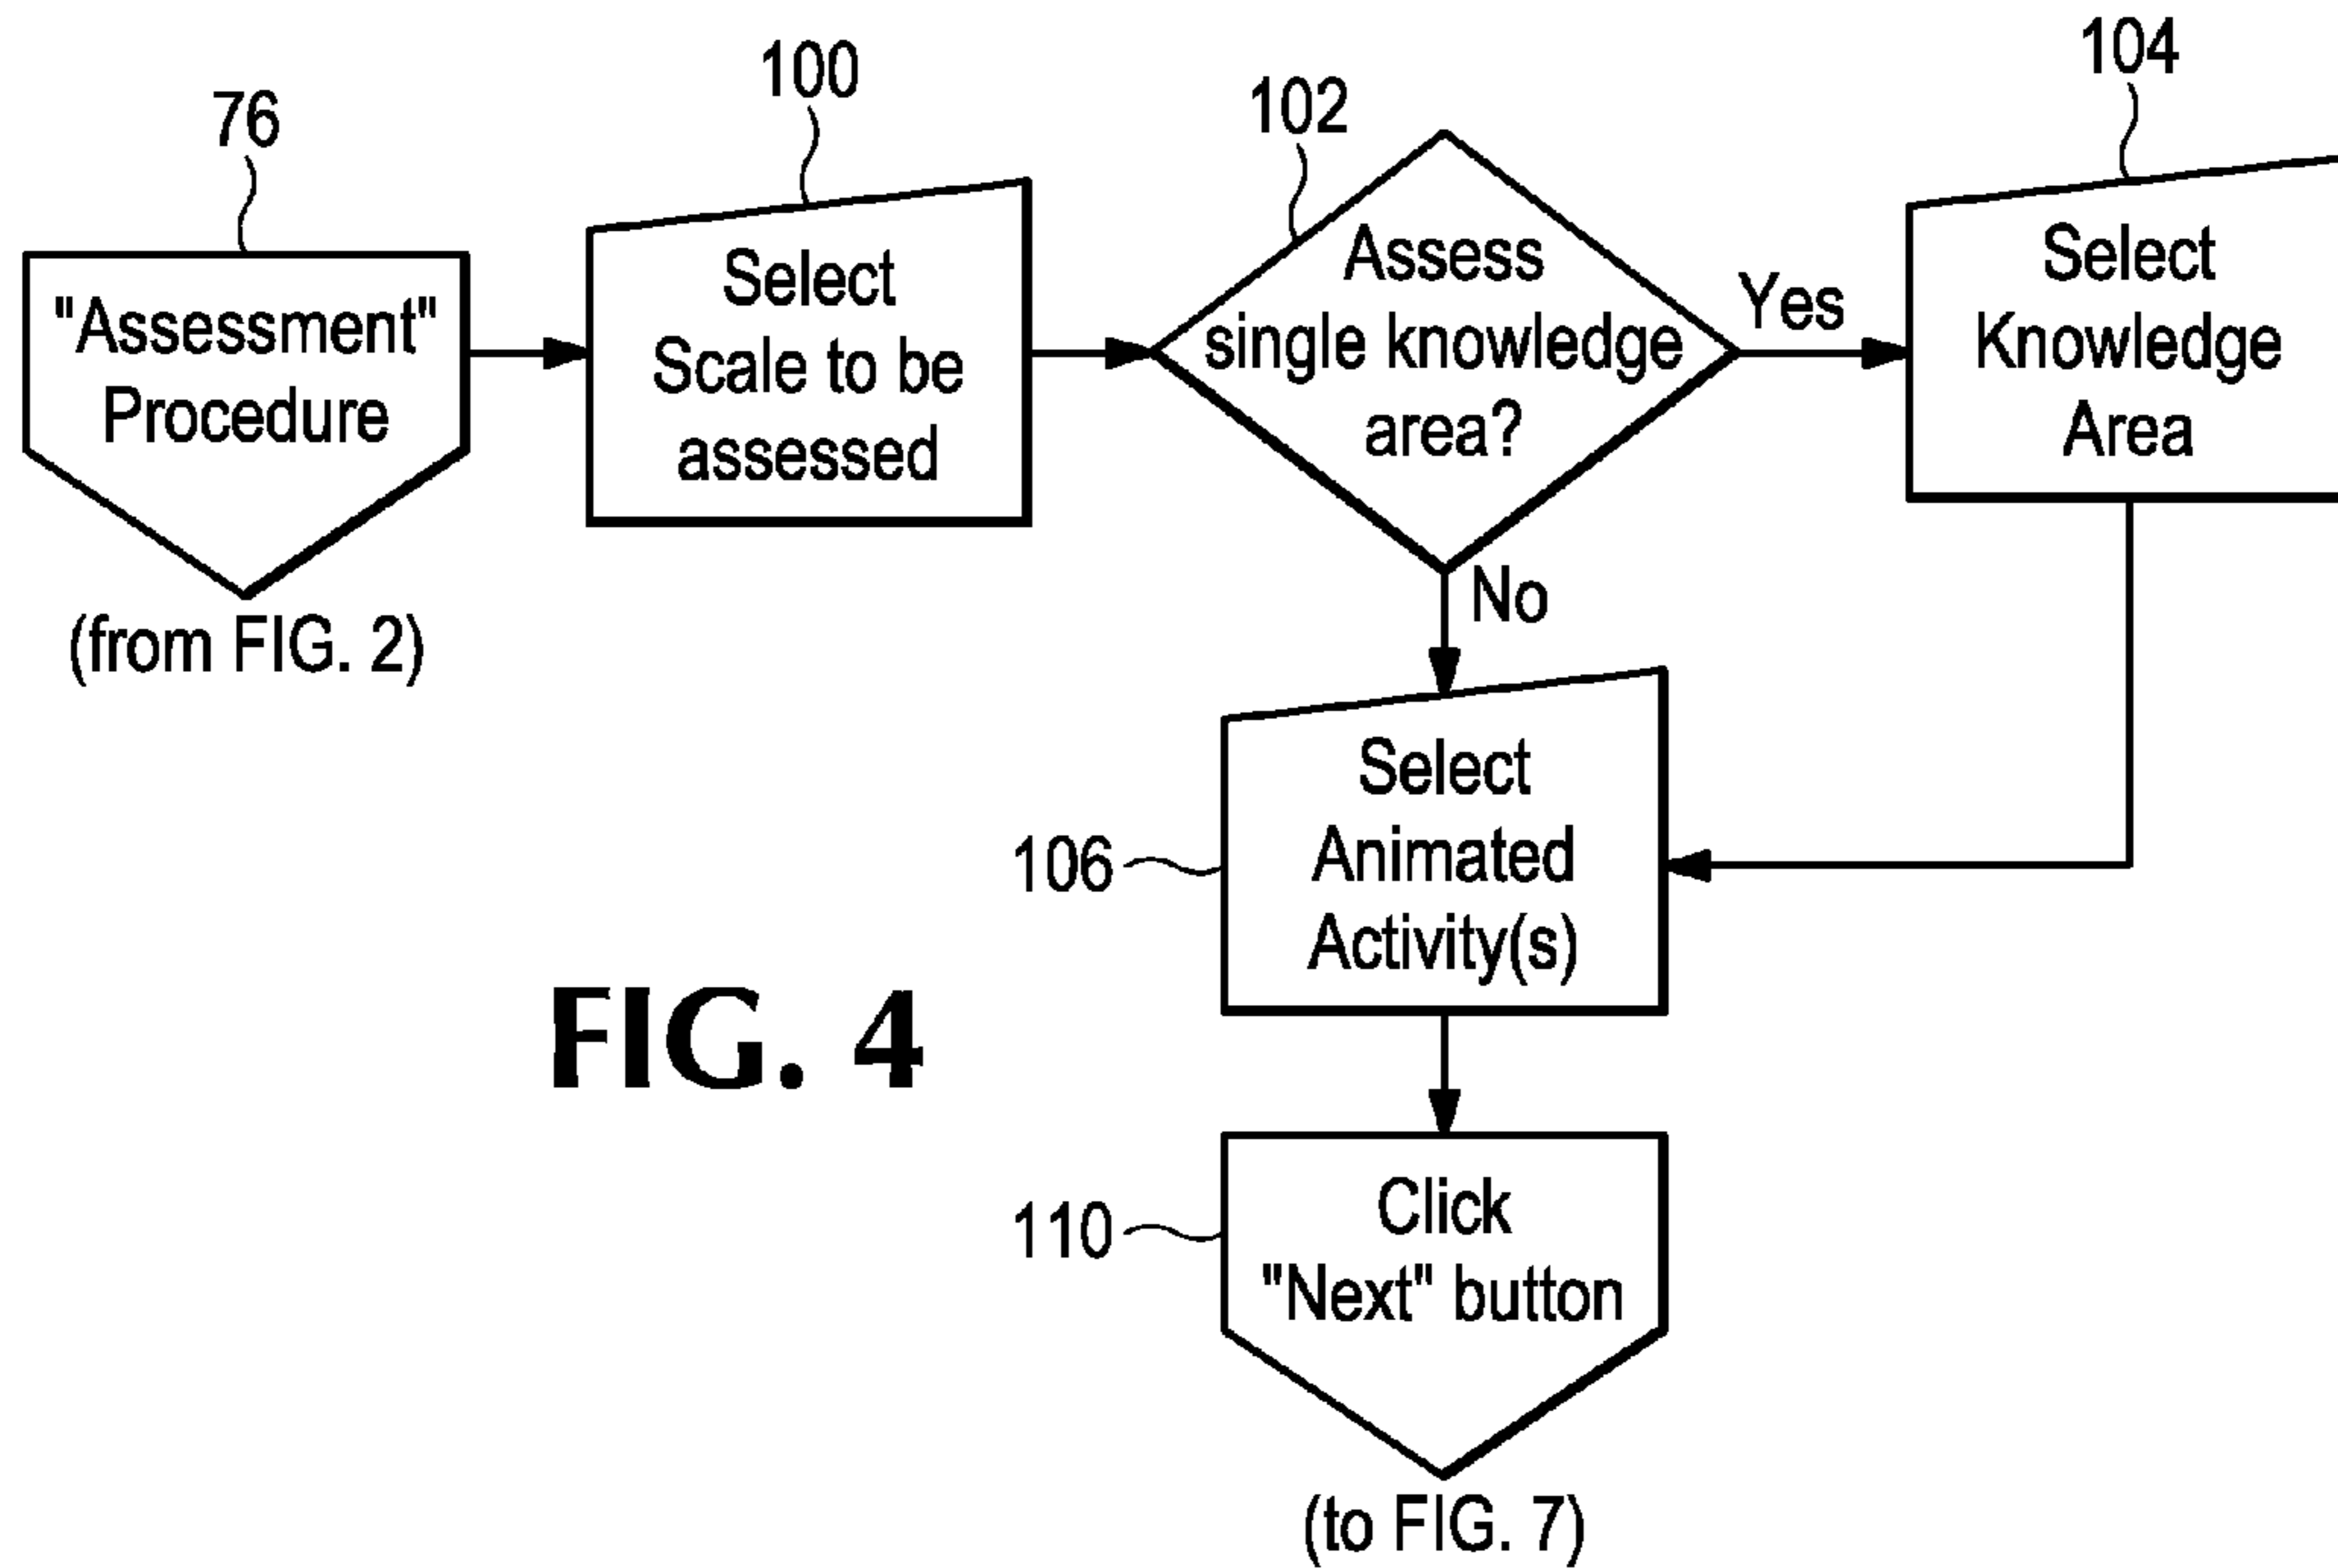 76
"Assessment"
Procedure
(from FIG. 2)
100
Select
Scale to be
assessed
102
Assess
single knowledge
area?
Yes
No
104
Select
Knowledge
Area
106
Select
Animated
Activity(s)
110
Click
"Next" button
(to FIG. 7)
FIG. 4